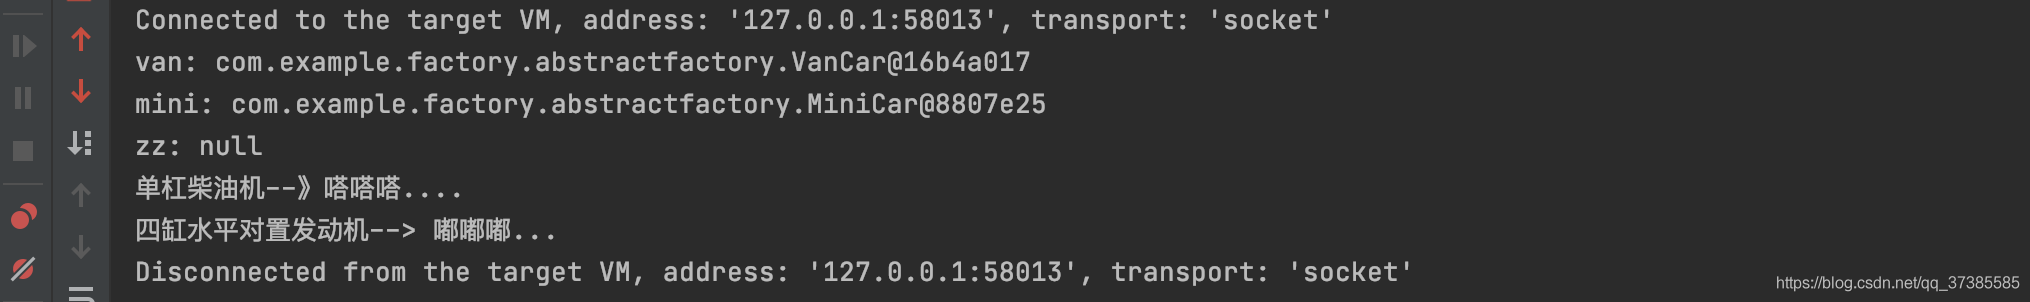 Connected to the target VM, address: '127.0.0.1:58013', transport: 'socket'
van: com.example.factory.abstractfactory.VanCar@16b4a017
mini: com.example.factory.abstractfactory.MiniCar@8807e25
zz: null
单杠柴油机--》嗒嗒嗒....
四缸水平对置发动机--> 嘟嘟嘟...
Disconnected from the target VM, address: '127.0.0.1:58013', transport: 'socket'
https://blog.csdn.net/qq_37385585